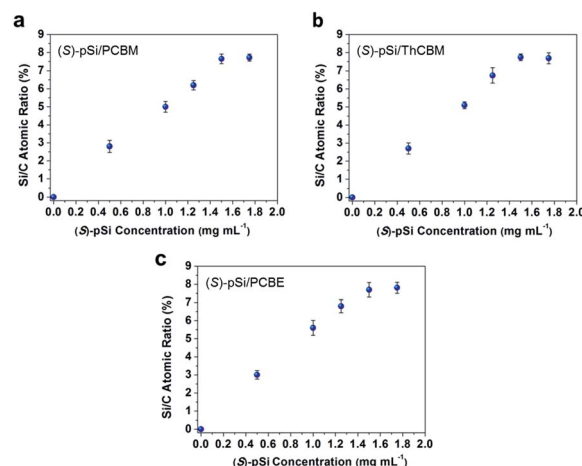 a
(S)-pSi/PCBM
Si/C Atomic Ratio (%)
9
8
7
6
5
4
3
2
1
0
0.0 0.2 0.4 0.6 0.8 1.0 1.2 1.4 1.6 1.8 2.0
(S)-pSi Concentration (mg mL⁻¹)
b
(S)-pSi/ThCBM
Si/C Atomic Ratio (%)
9
8
7
6
5
4
3
2
1
0
0.0 0.2 0.4 0.6 0.8 1.0 1.2 1.4 1.6 1.8 2.0
(S)-pSi Concentration (mg mL⁻¹)
c
(S)-pSi/PCBE
Si/C Atomic Ratio (%)
9
8
7
6
5
4
3
2
1
0
0.0 0.2 0.4 0.6 0.8 1.0 1.2 1.4 1.6 1.8 2.0
(S)-pSi Concentration (mg mL⁻¹)